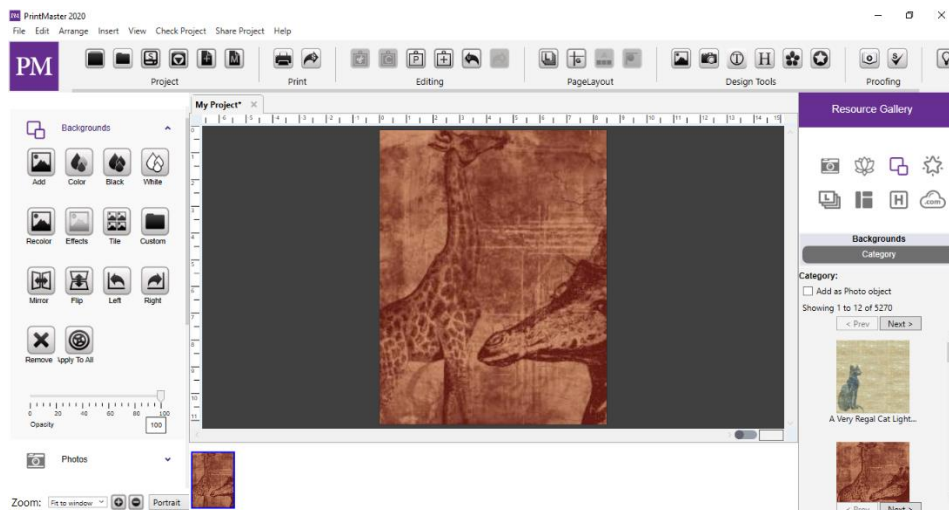 PM PrintMaster 2020
File Edit Arrange Insert View Check Project Share Project Help
PM
Project Print Editing PageLayout Design Tools Proofing
My Project*
Backgrounds
Add Color Black White
Recolor Effects Tile Custom
Mirror Flip Left Right
Remove Apply To All
0 20 40 60 80 100
Opacity 100
Photos
Zoom: Fit to window Portrait
Resource Gallery
L H .com
Backgrounds
Category
Category:
Add as Photo object
Showing 1 to 12 of 5270
< Prev Next >
A Very Regal Cat Light...
< Prev Next >